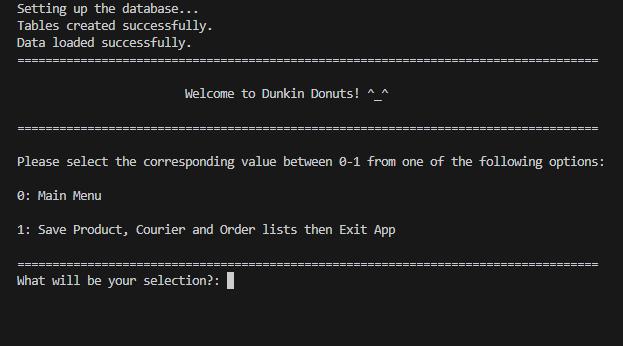 Setting up the database...
Tables created successfully.
Data loaded successfully.
===================================================================================
Welcome to Dunkin Donuts! ^_^
===================================================================================
Please select the corresponding value between 0-1 from one of the following options:
0: Main Menu
1: Save Product, Courier and Order lists then Exit App
===================================================================================
What will be your selection?: